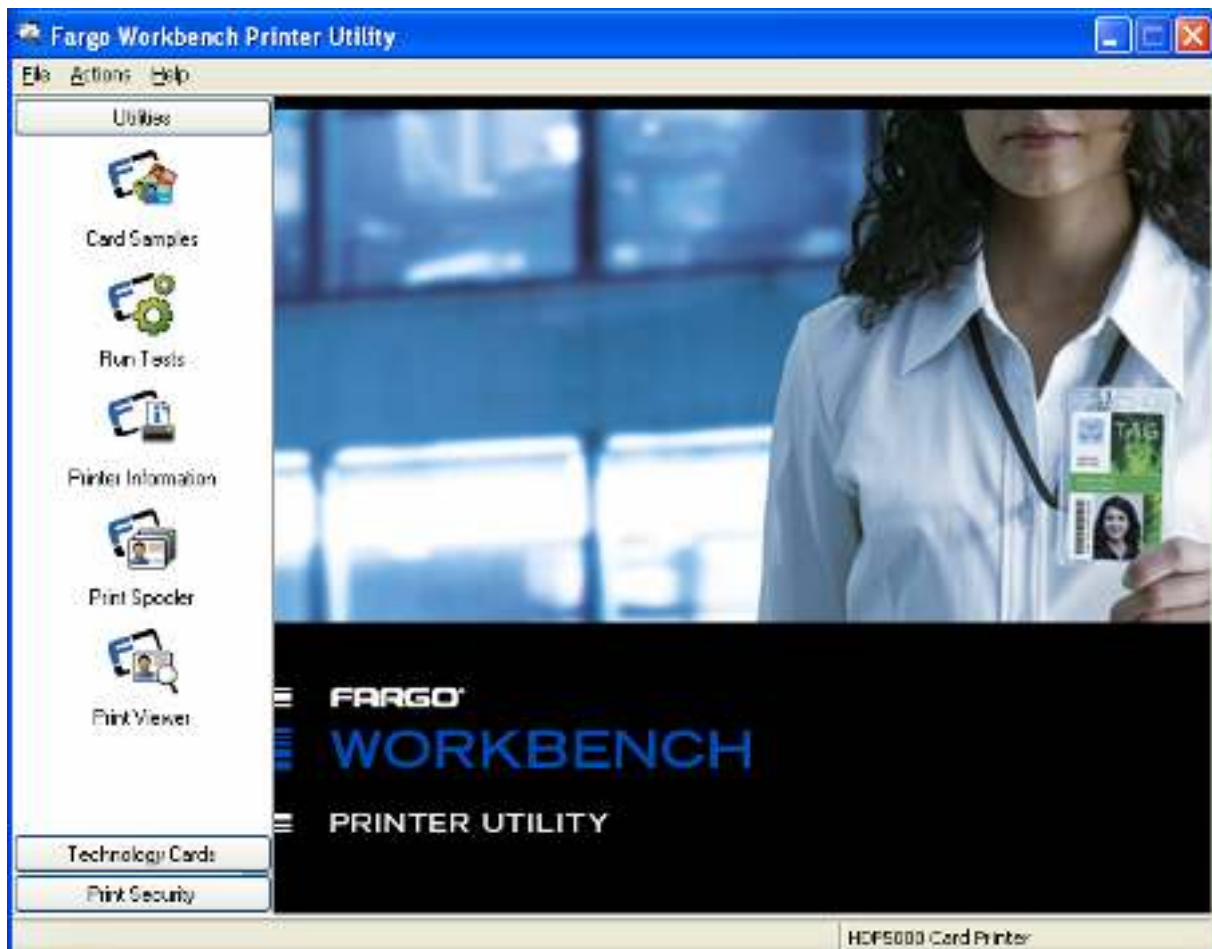 Fargo Workbench Printer Utility
File Actions Help
Utilities
Card Samples
Run Tests
Printer Information
Print Spooler
Print Viewer
Technology Cards
Print Security
TAG
FARGO®
WORKBENCH
PRINTER UTILITY
HDP5000 Card Printer